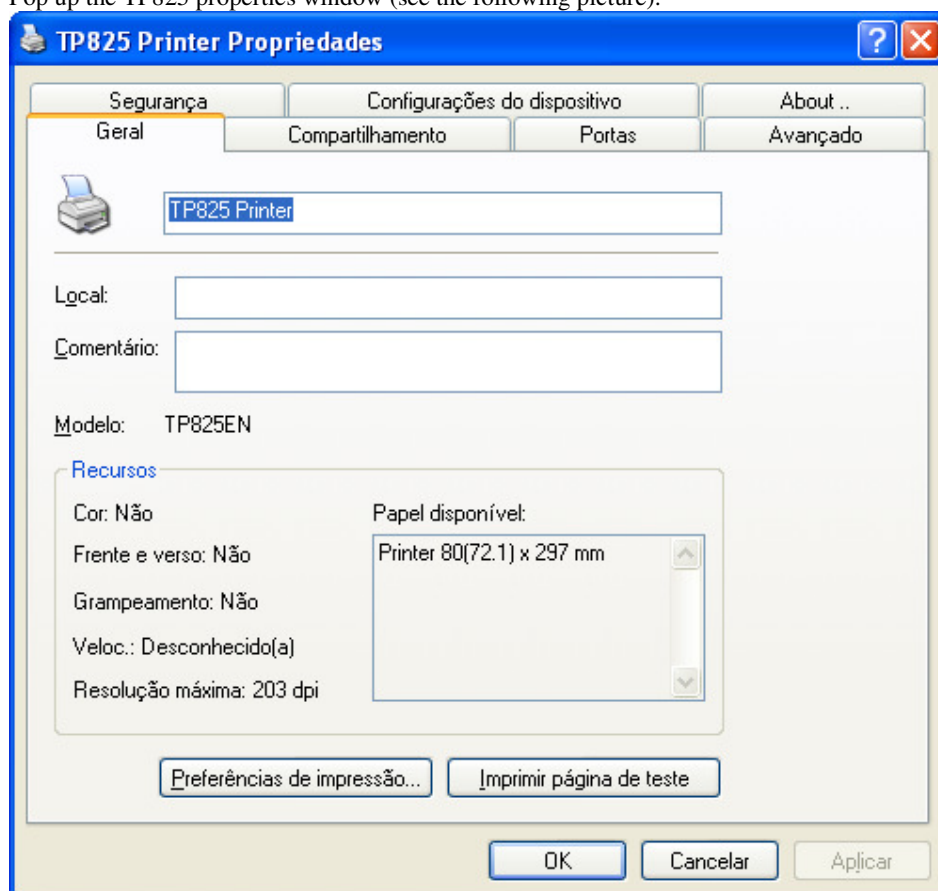 Pop up the TP825 properties window (see the following picture).
TP825 Printer Propriedades
Segurança Configurações do dispositivo About ..
Geral Compartilhamento Portas Avançado
TP825 Printer
Local:
Comentário:
Modelo: TP825EN
Recursos
Cor: Não Papel disponível:
Frente e verso: Não Printer 80(72.1) x 297 mm
Grampeamento: Não
Veloc.: Desconhecido(a)
Resolução máxima: 203 dpi
Preferências de impressão... Imprimir página de teste
OK Cancelar Aplicar